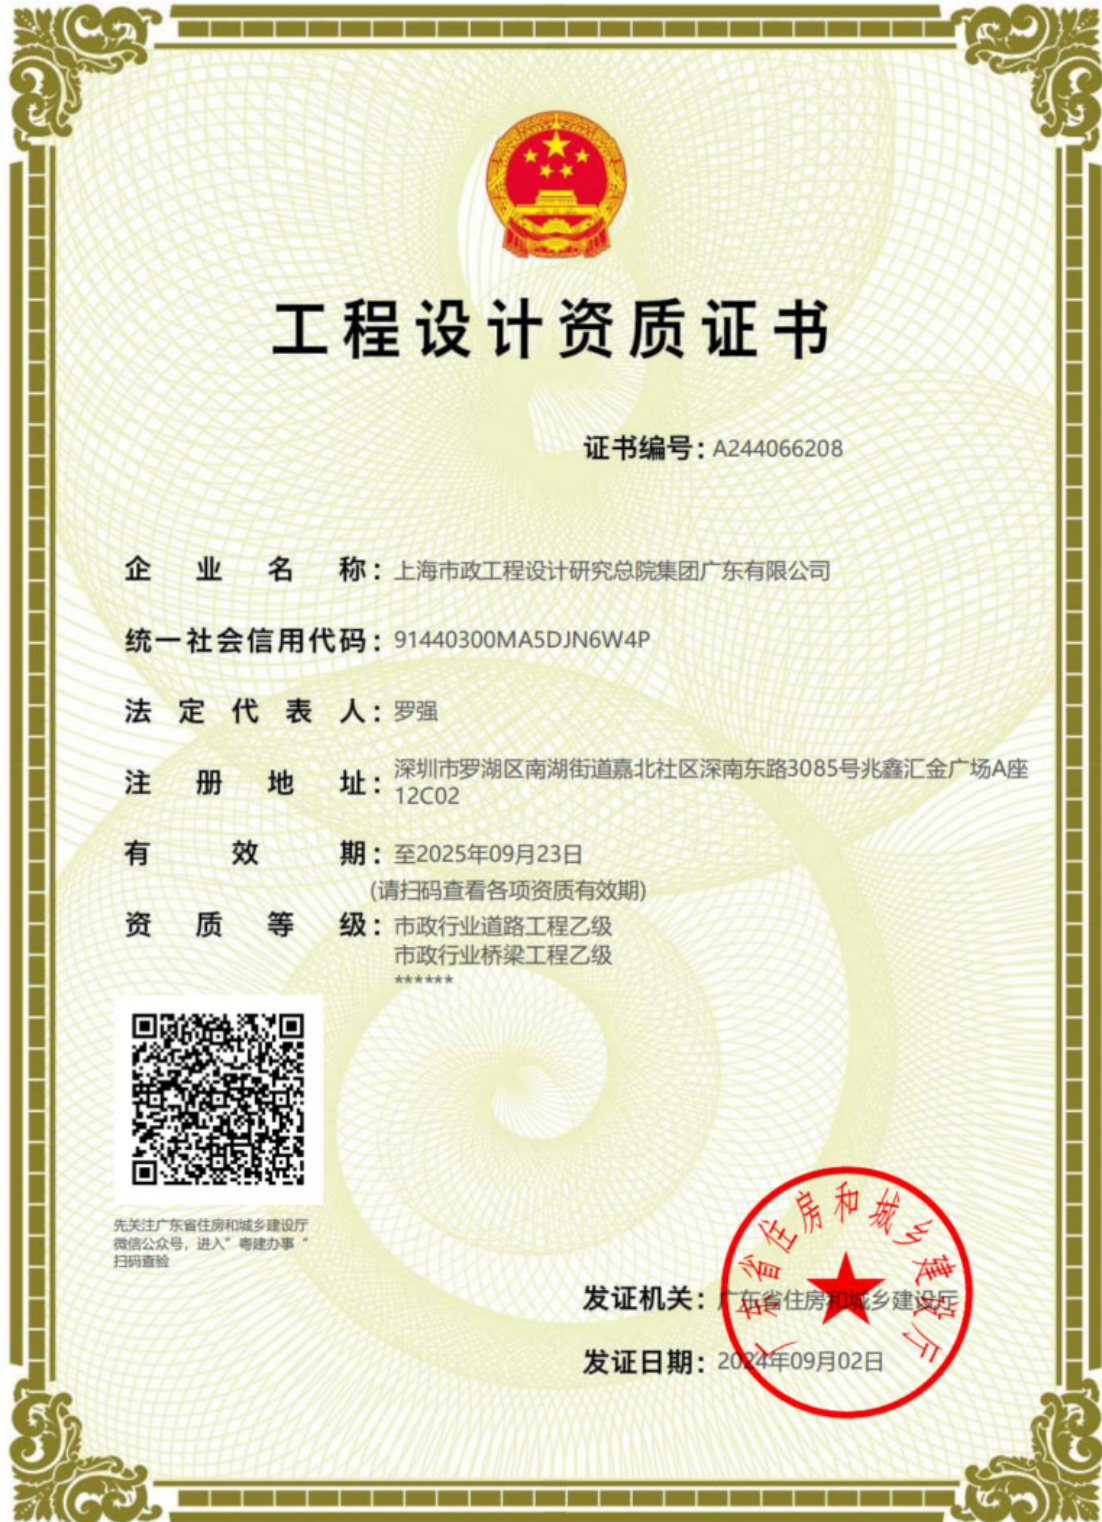 工程设计资质证书
证书编号：A244066208
企业名称：上海市政工程设计研究总院集团广东有限公司
统一社会信用代码：91440300MA5DJN6W4P
法定代表人：罗强
注册地址：深圳市罗湖区南湖街道嘉北社区深南东路3085号兆鑫汇金广场A座
12C02
有效期：至2025年09月23日
(请扫码查看各项资质有效期)
资质等级：市政行业道路工程乙级
市政行业桥梁工程乙级
******
先关注广东省住房和城乡建设厅
微信公众号，进入”粤建办事“
扫码查验
广东省住房和城乡建设厅
发证机关：广东省住房和城乡建设厅
发证日期：2024年09月02日